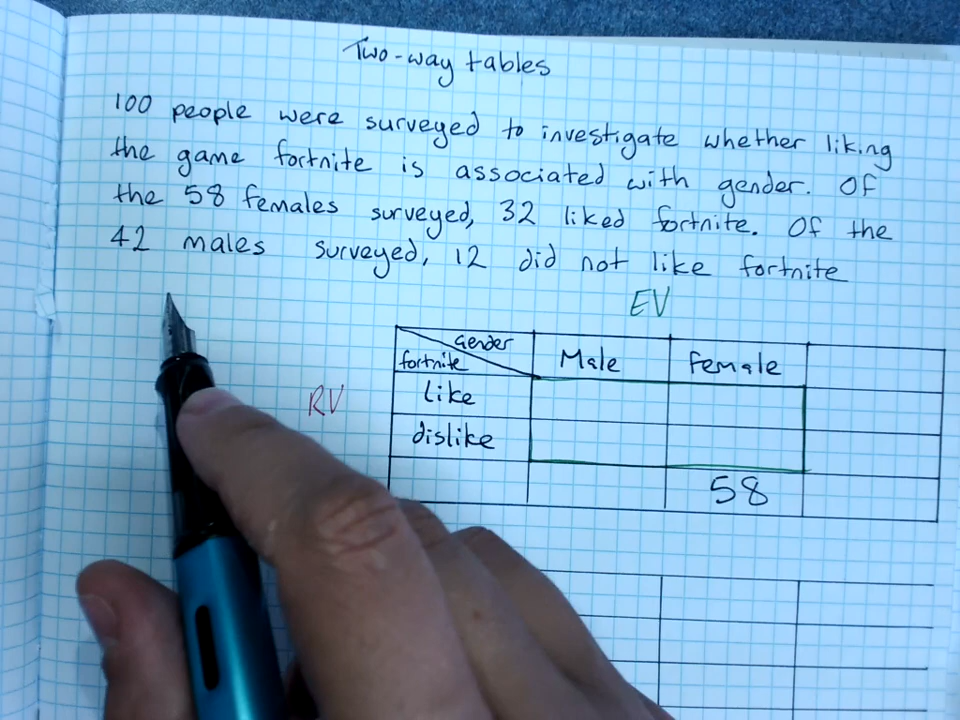 Two-way tables
100 people were surveyed to investigate whether liking
the game fortnite is associated with gender. Of
the 58 females surveyed, 32 liked fortnite. Of the
42 males surveyed, 12 did not like fortnite
EV
Gender
fortnite
Male
Female
RV
like
dislike
58